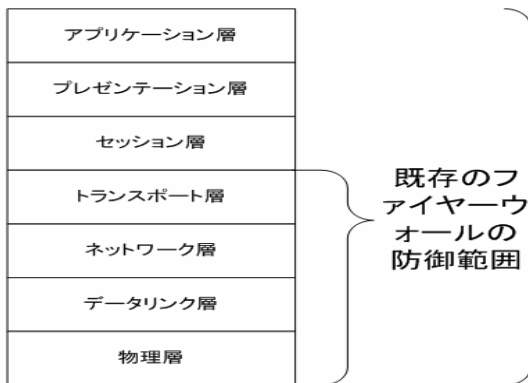 アプリケーション層
プレゼンテーション層
セッション層
トランスポート層
ネットワーク層
データリンク層
物理層
既存のフ
ァイヤーウ
ォールの
防御範囲